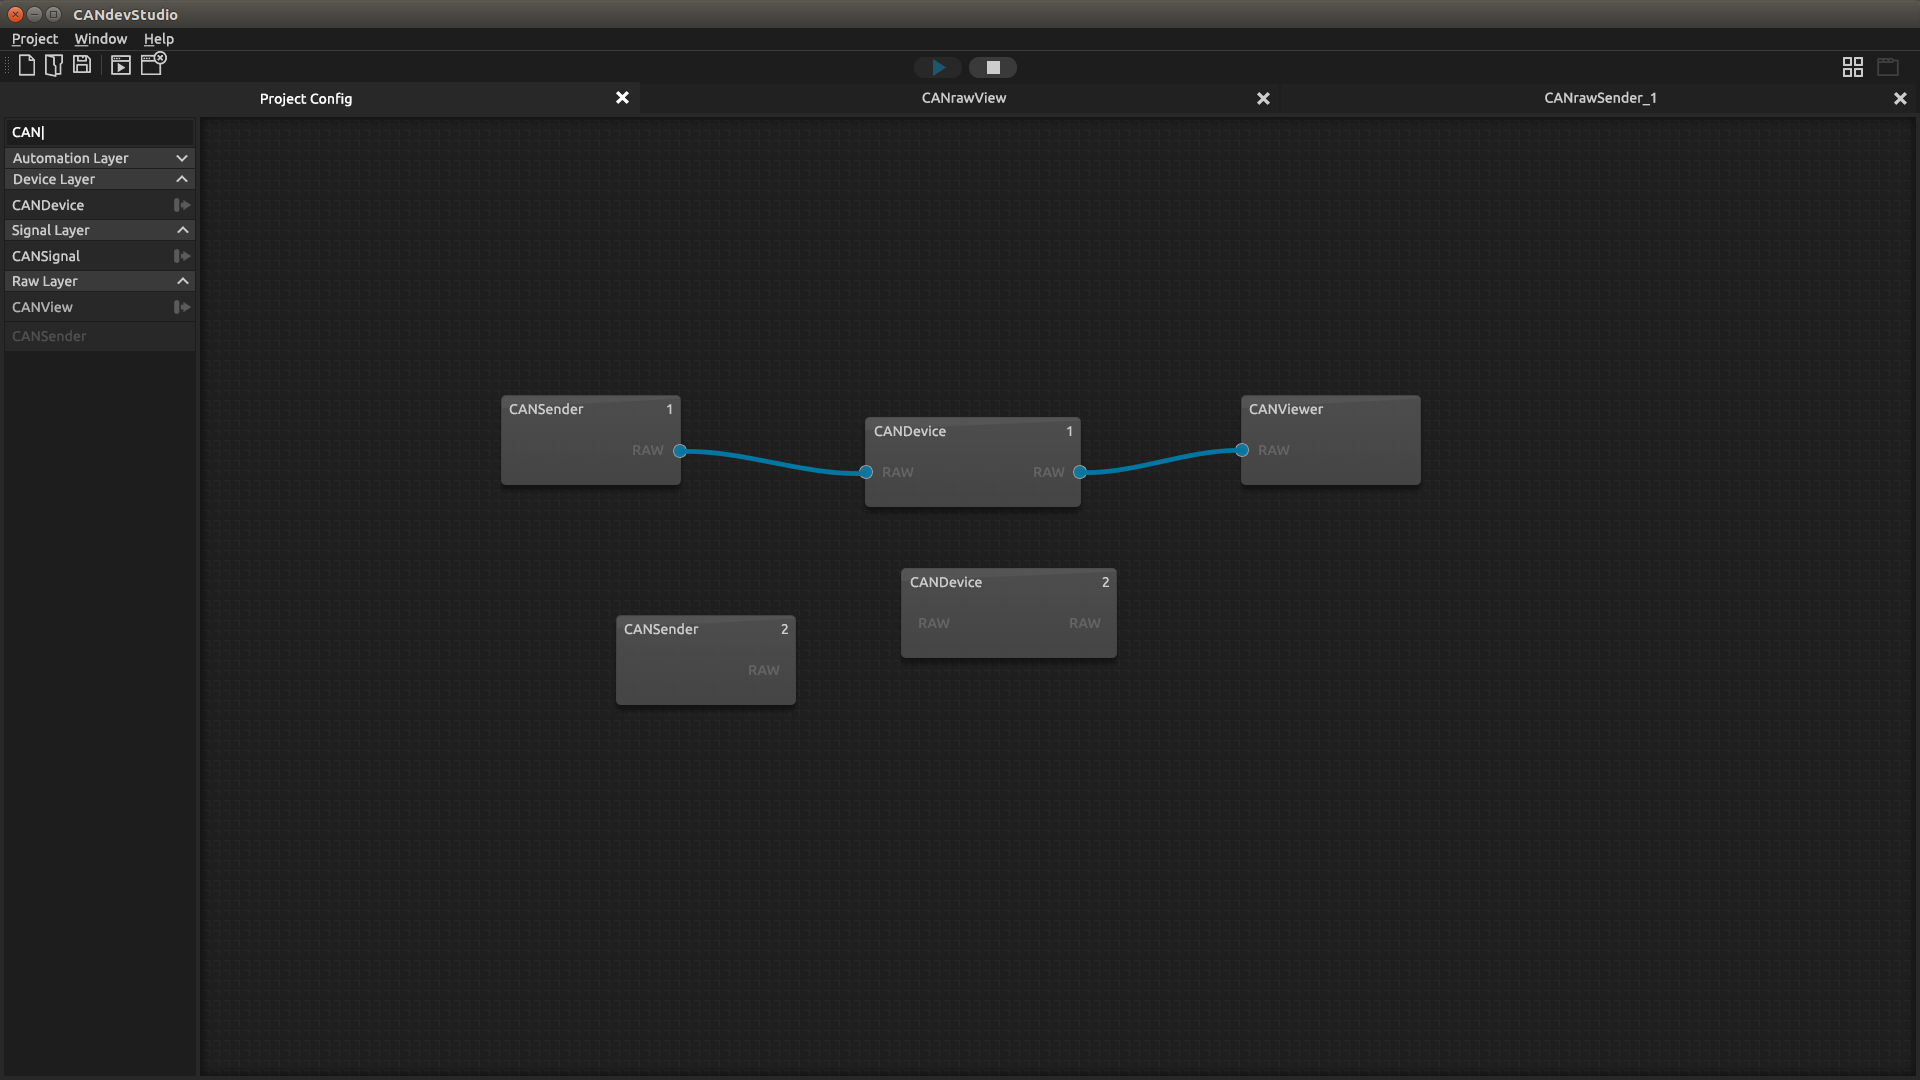 CANdevStudio
Project Window Help
Project Config
CANrawView
CANrawSender_1
CAN
Automation Layer
Device Layer
CANDevice
Signal Layer
CANSignal
Raw Layer
CANView
CANSender
CANSender 1
RAW
CANDevice 1
RAW RAW
CANViewer
RAW
CANDevice 2
RAW RAW
CANSender 2
RAW